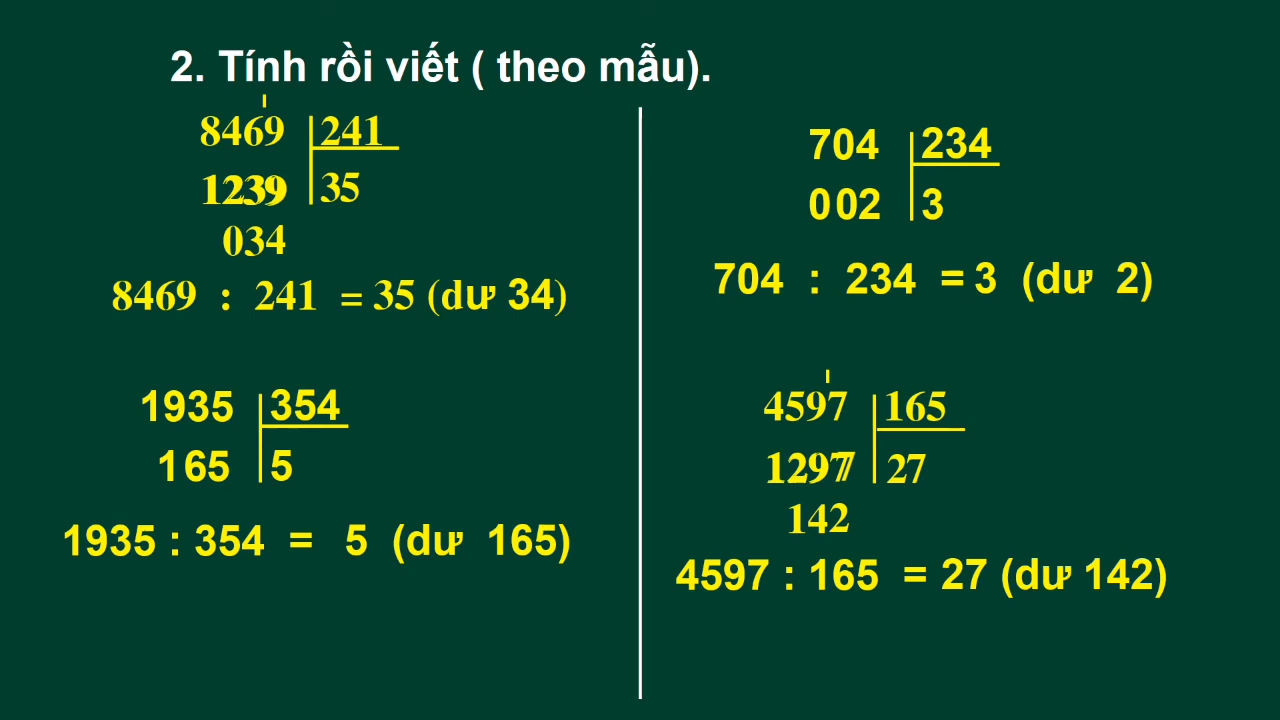 2. Tính rồi viết ( theo mẫu).
8469 241
1239 35
034
8469 : 241 = 35 (dư 34)
1935 354
165 5
1935 : 354 = 5 (dư 165)
704 234
002 3
704 : 234 = 3 (dư 2)
4597 165
1297 27
142
4597 : 165 = 27 (dư 142)